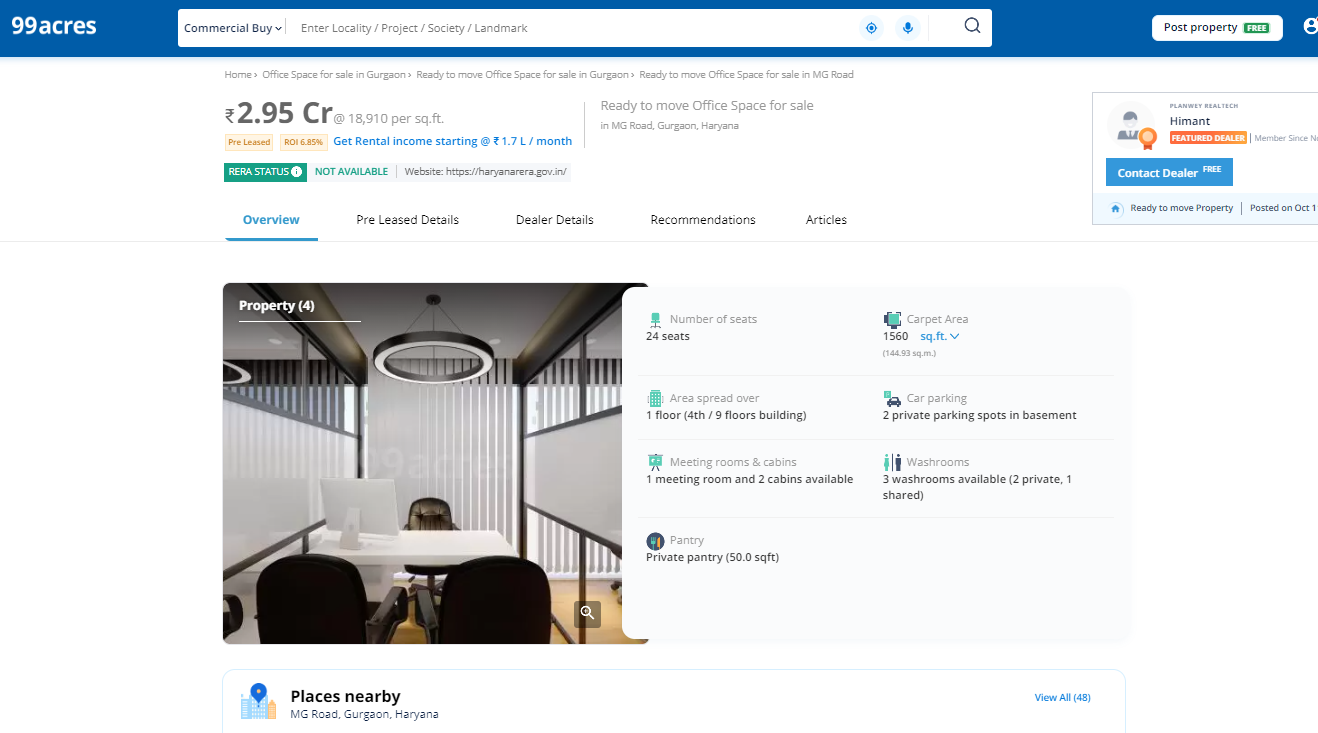 99acres
Commercial Buy
Enter Locality / Project / Society / Landmark
Post property FREE
Home › Office Space for sale in Gurgaon › Ready to move Office Space for sale in Gurgaon › Ready to move Office Space for sale in MG Road
₹ 2.95 Cr @ 18,910 per sq.ft.
Pre Leased ROI 6.85% Get Rental income starting @ ₹ 1.7 L / month
RERA STATUS NOT AVAILABLE Website: https://haryanarera.gov.in/
Ready to move Office Space for sale
in MG Road, Gurgaon, Haryana
PLANWEY REALTECH
Himant
FEATURED DEALER Member Since
Contact Dealer FREE
Ready to move Property Posted on Oct
Overview Pre Leased Details Dealer Details Recommendations Articles
Property (4)
99acres
Number of seats
24 seats
Carpet Area
1560 sq.ft.
(144.93 sq.m.)
Area spread over
1 floor (4th / 9 floors building)
Car parking
2 private parking spots in basement
Meeting rooms & cabins
1 meeting room and 2 cabins available
Washrooms
3 washrooms available (2 private, 1
shared)
Pantry
Private pantry (50.0 sqft)
Places nearby
MG Road, Gurgaon, Haryana
View All (48)